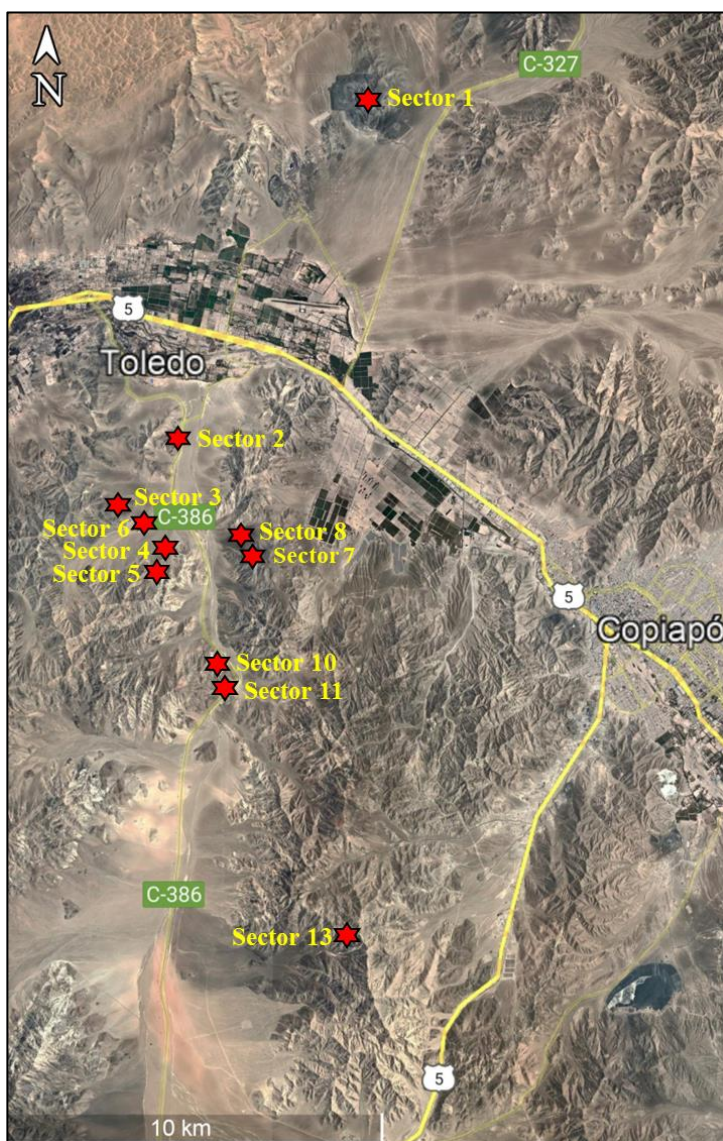 N
C-327
Sector 1
5
Toledo
Sector 2
Sector 3
C-386
Sector 6
Sector 8
Sector 4
Sector 7
Sector 5
5
Copiapó
Sector 10
Sector 11
C-386
Sector 13
5
10 km